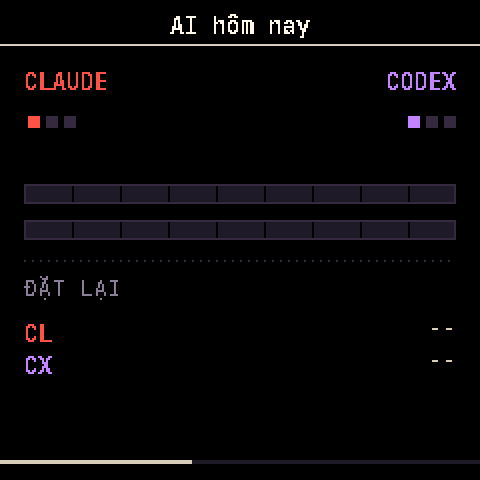 AI hôm nay
CLAUDE CODEX
ĐẶT LẠI
CL --
CX --